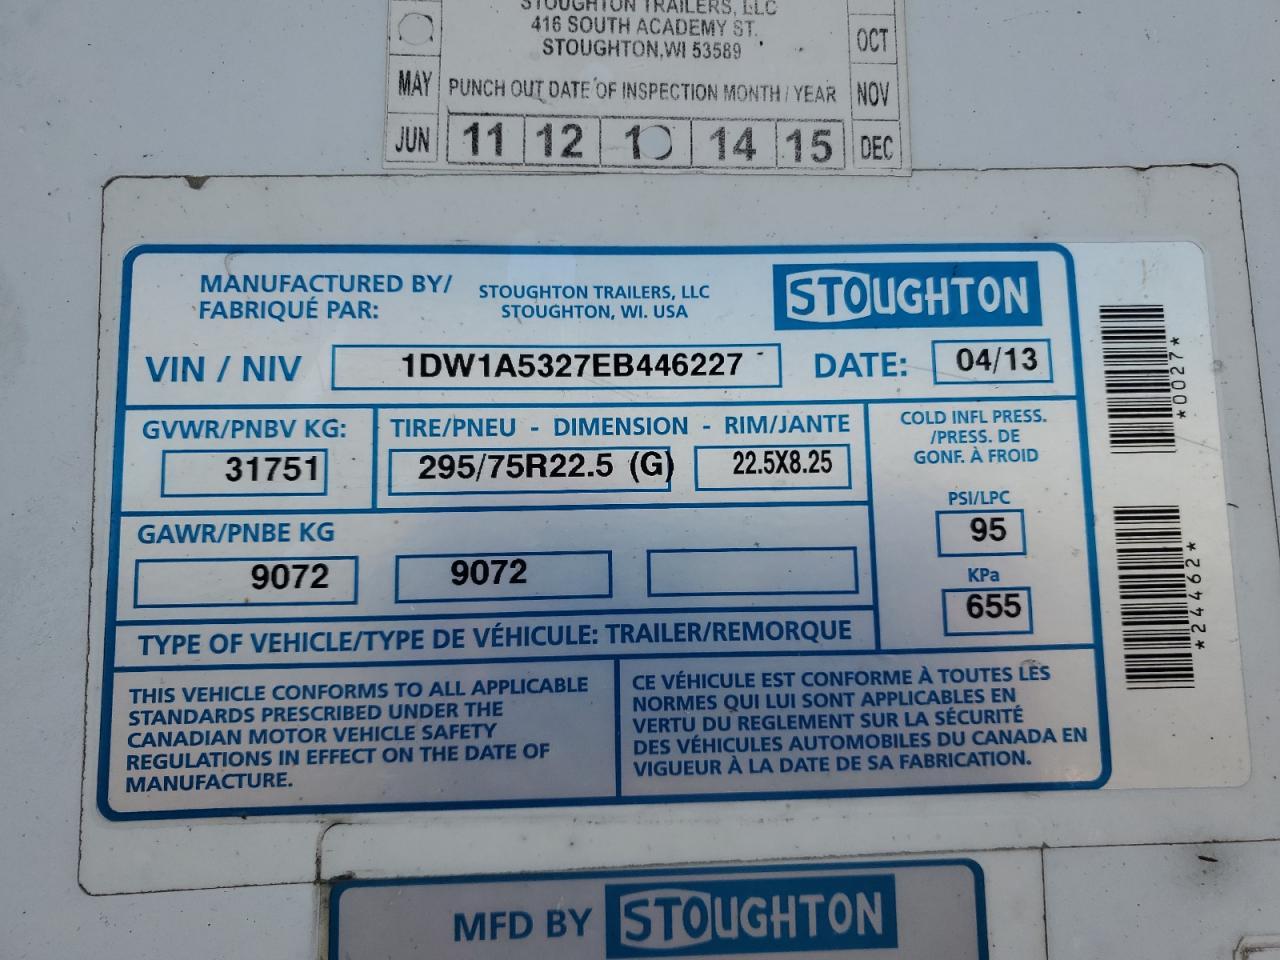 STOUGHTON TRAILERS, LLC
416 SOUTH ACADEMY ST.
STOUGHTON, WI 53589
OCT
MAY
PUNCH OUT DATE OF INSPECTION MONTH / YEAR
NOV
JUN
11 12 14 15
DEC
MANUFACTURED BY/
FABRIQUÉ PAR:
STOUGHTON TRAILERS, LLC
STOUGHTON, WI. USA
STOUGHTON
VIN / NIV 1DW1A5327EB446227 DATE: 04/13
GVWR/PNBV KG:
31751
TIRE/PNEU - DIMENSION - RIM/JANTE
295/75R22.5 (G) 22.5X8.25
COLD INFL PRESS.
/PRESS. DE
GONF. À FROID
PSI/LPC
95
KPa
655
GAWR/PNBE KG
9072 9072
TYPE OF VEHICLE/TYPE DE VÉHICULE: TRAILER/REMORQUE
THIS VEHICLE CONFORMS TO ALL APPLICABLE
STANDARDS PRESCRIBED UNDER THE
CANADIAN MOTOR VEHICLE SAFETY
REGULATIONS IN EFFECT ON THE DATE OF
MANUFACTURE.
CE VÉHICULE EST CONFORME À TOUTES LES
NORMES QUI LUI SONT APPLICABLES EN
VERTU DU REGLEMENT SUR LA SÉCURITÉ
DES VÉHICULES AUTOMOBILES DU CANADA EN
VIGUEUR À LA DATE DE SA FABRICATION.
*0027*
*24462*
MFD BY STOUGHTON